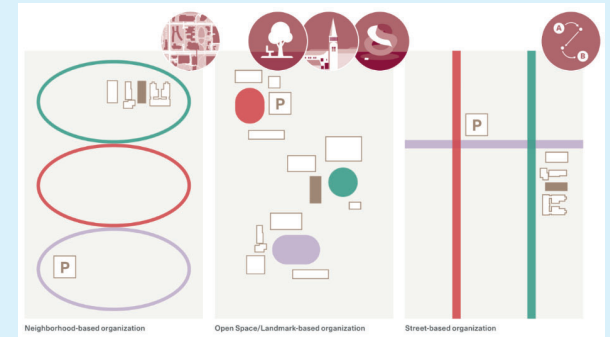 S
A
B
P
P
P
Neighborhood-based organization
Open Space/Landmark-based organization
Street-based organization